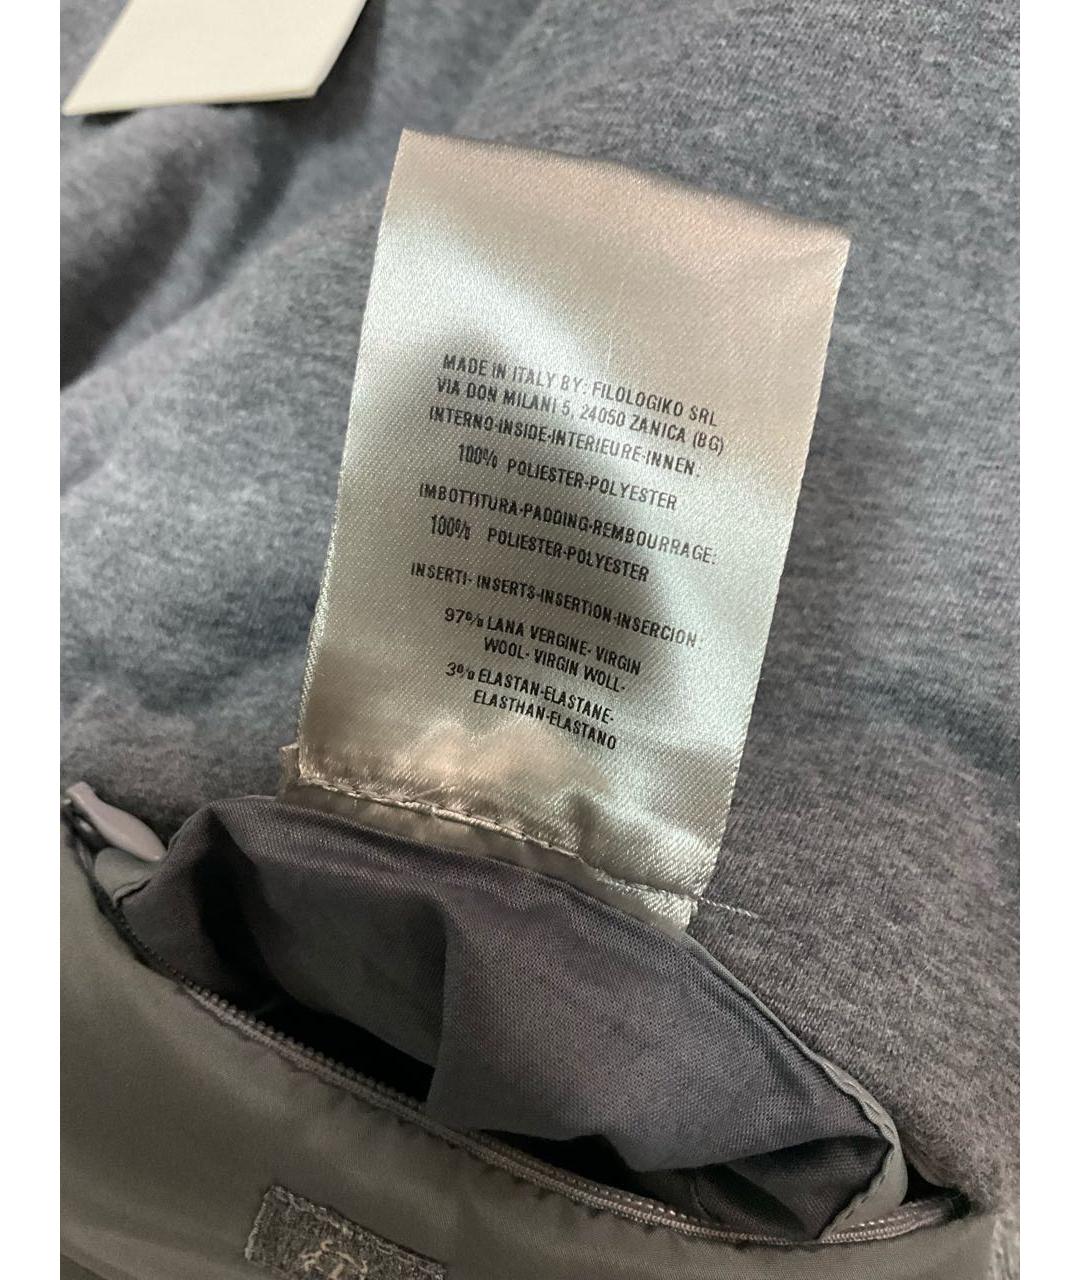 MADE IN ITALY BY: FILOLOGIKO SRL
VIA DON MILANI 5, 24050 ZANICA (BG)
INTERNO-INSIDE-INTERIEURE-INNEN:
100% POLIESTER-POLYESTER
IMBOTTITURA-PADDING-REMBOURRAGE:
100% POLIESTER-POLYESTER
INSERTI- INSERTS-INSERTION-INSERCION:
97% LANA VERGINE- VIRGIN
WOOL- VIRGIN WOLL-
3% ELASTAN-ELASTANE-
ELASTHAN-ELASTANO